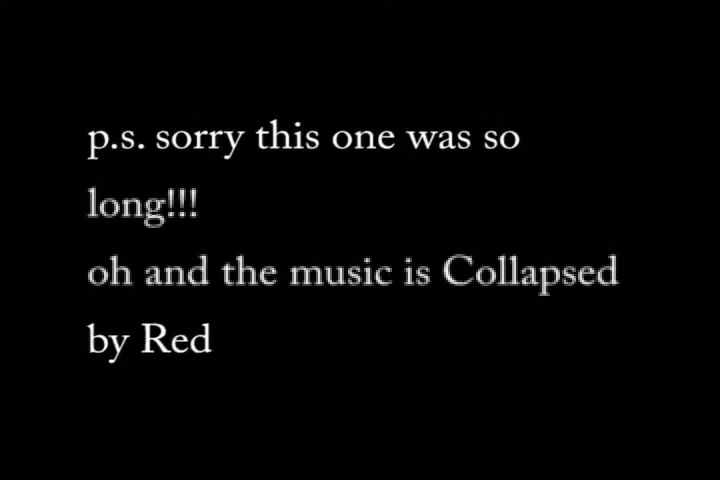 p.s. sorry this one was so
long!!!
oh and the music is Collapsed
by Red